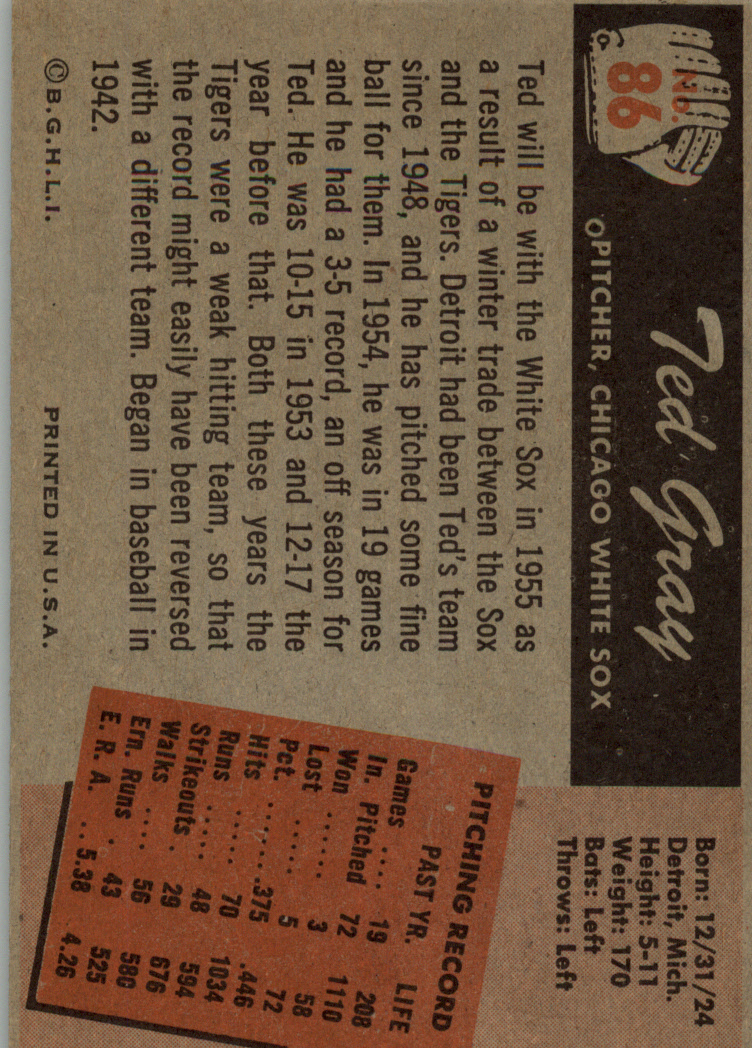 No.
86
Ted Gray
PITCHER, CHICAGO WHITE SOX
Born: 12/31/24
Detroit, Mich.
Height: 5-11
Weight: 170
Bats: Left
Throws: Left
Ted will be with the White Sox in 1955 as
a result of a winter trade between the Sox
and the Tigers. Detroit had been Ted's team
since 1948, and he has pitched some fine
ball for them. In 1954, he was in 19 games
and he had a 3-5 record, an off season for
Ted. He was 10-15 in 1953 and 12-17 the
year before that. Both these years the
Tigers were a weak hitting team, so that
the record might easily have been reversed
with a different team. Began in baseball in
1942.
©B.G.H.L.I. PRINTED IN U.S.A.
PITCHING RECORD
PAST YR. LIFE
Games .... 19 208
In. Pitched 72 1110
Won ...... 3 58
Lost ..... 5 72
Pct. ......375 .446
Hits ..... 70 1034
Runs ..... 48 594
Strikeouts. 29 676
Walks .... 56 580
Ern. Runs . 43 525
E. R. A. .. 5.38 4.26